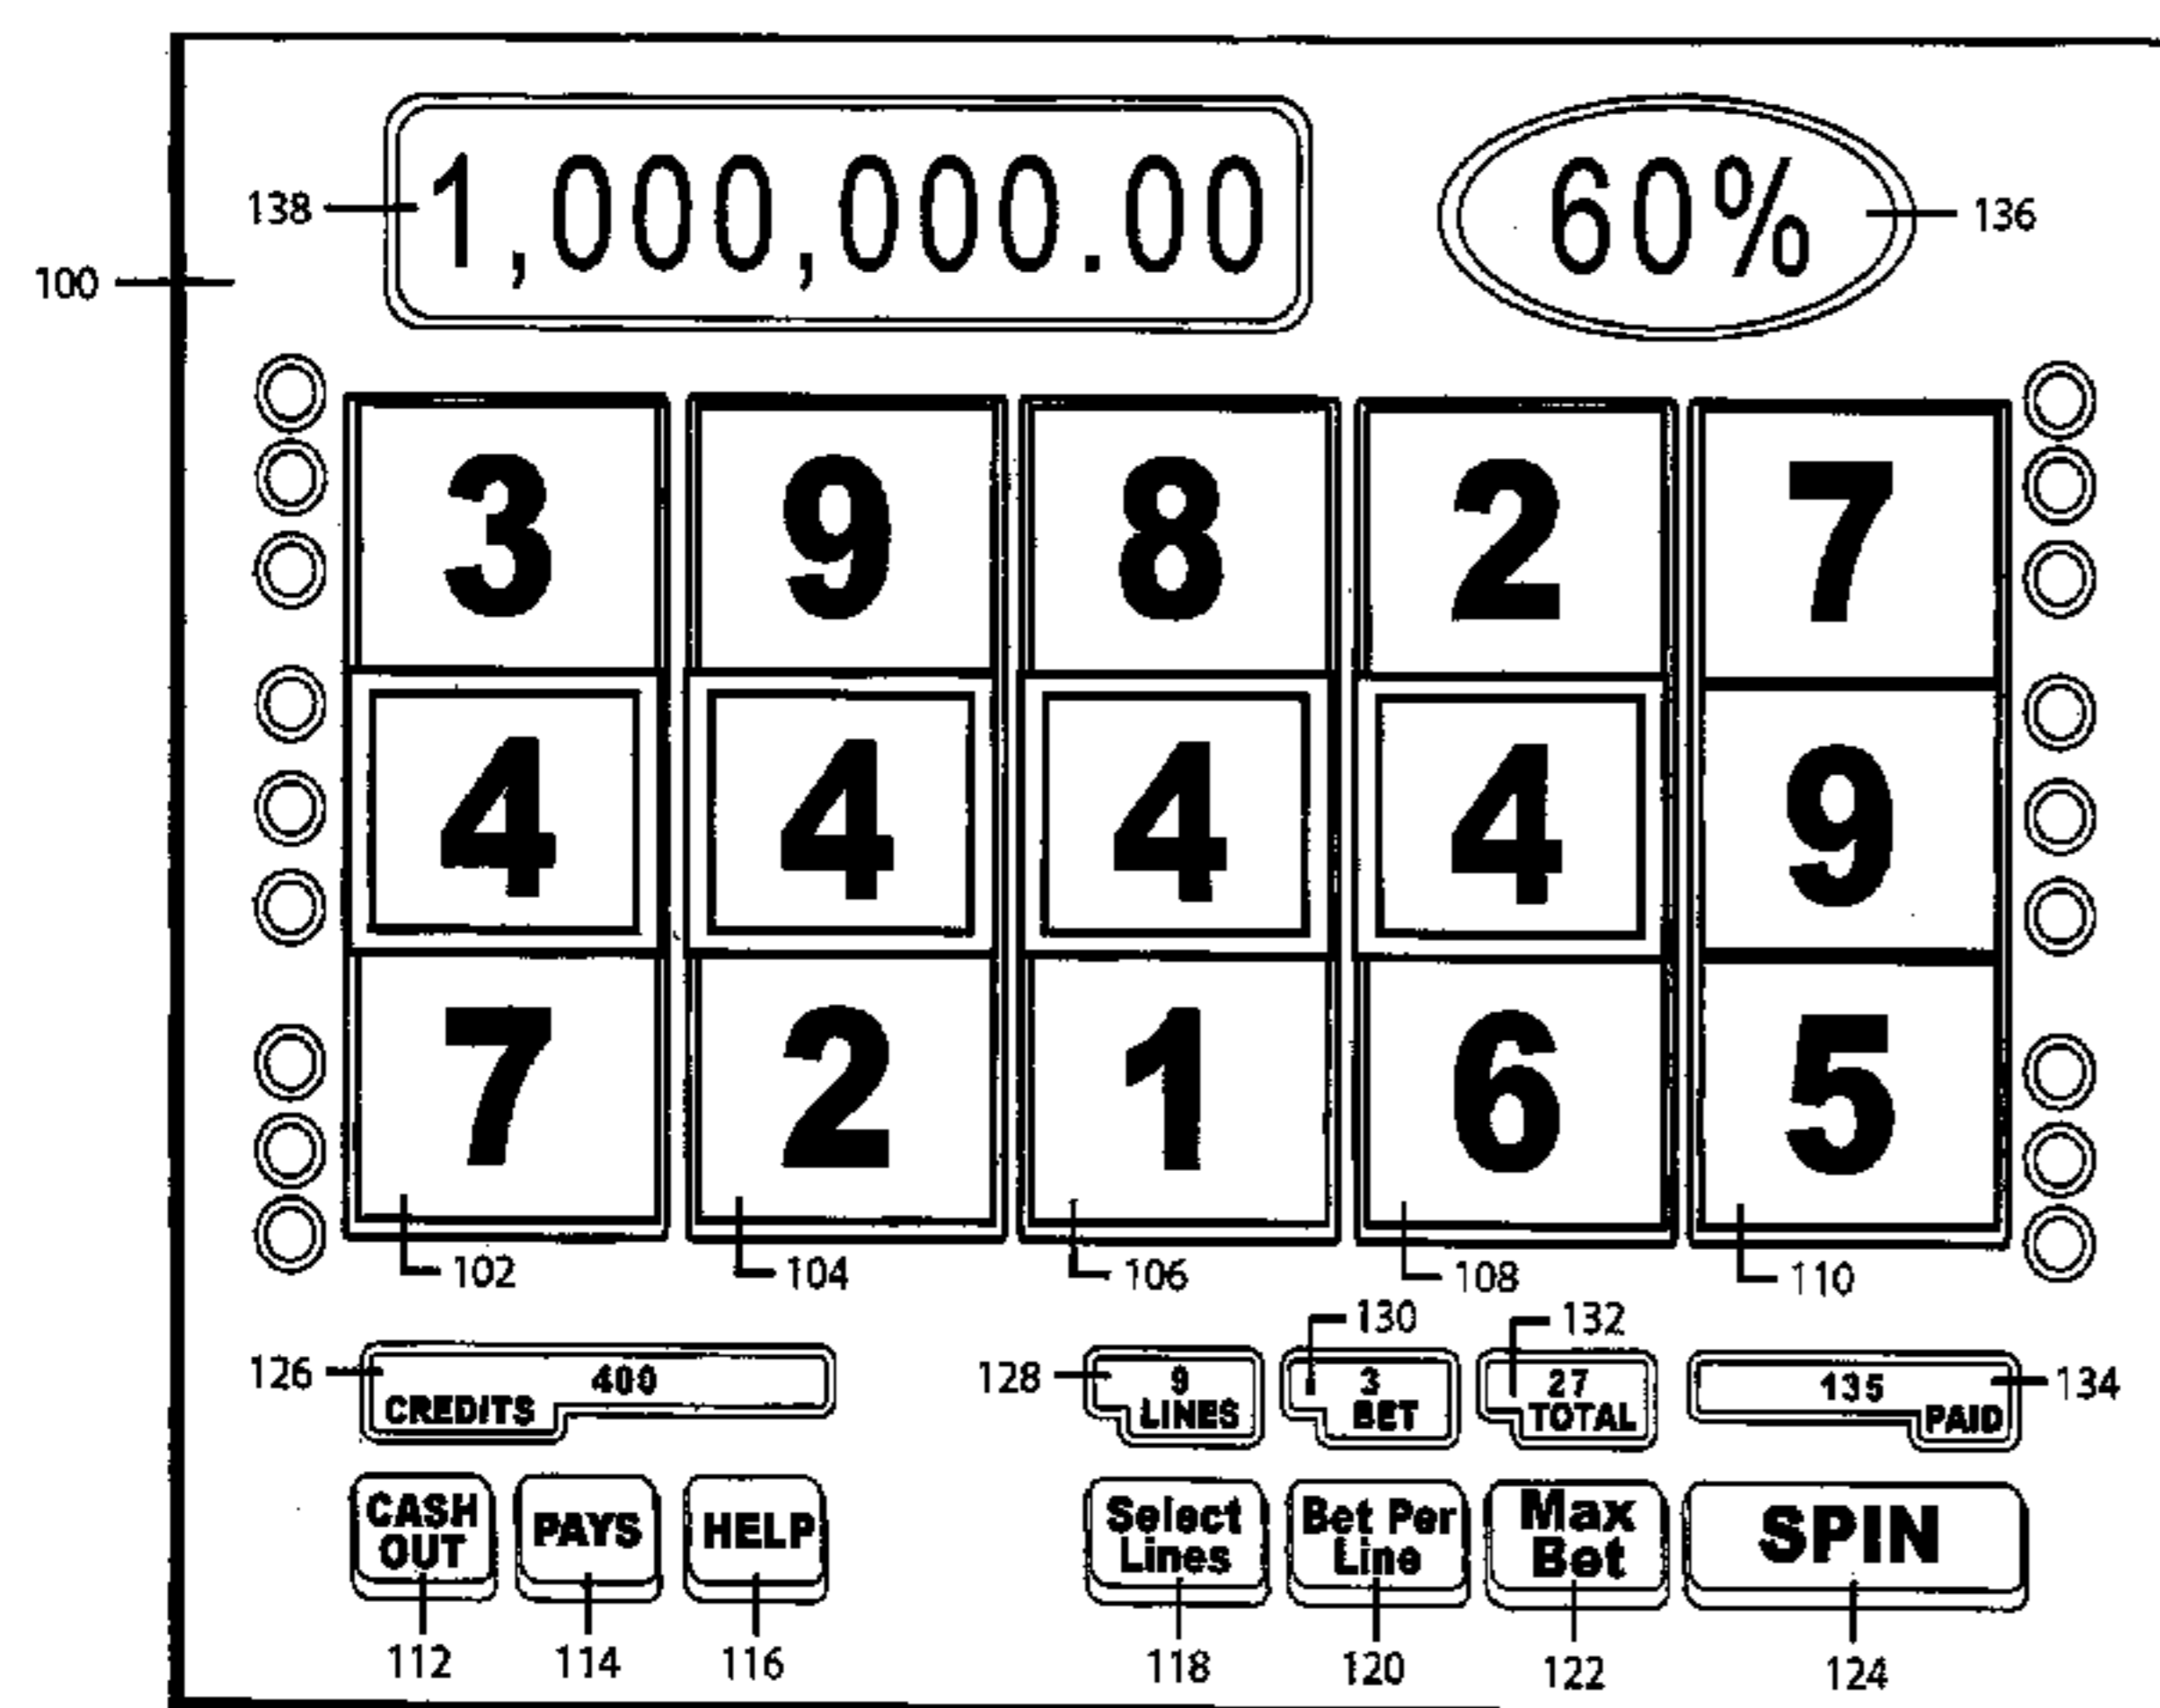 138 1,000,000.00 60% 136
100
3 9 8 2 7
4 4 4 4 9
7 2 1 6 5
102 104 106 108 110
130 132
126 400 128 9 3 27 135 134
CREDITS LINES BET TOTAL PAID
CASH OUT PAYS HELP Select Lines Bet Per Line Max Bet SPIN
112 114 116 118 120 122 124